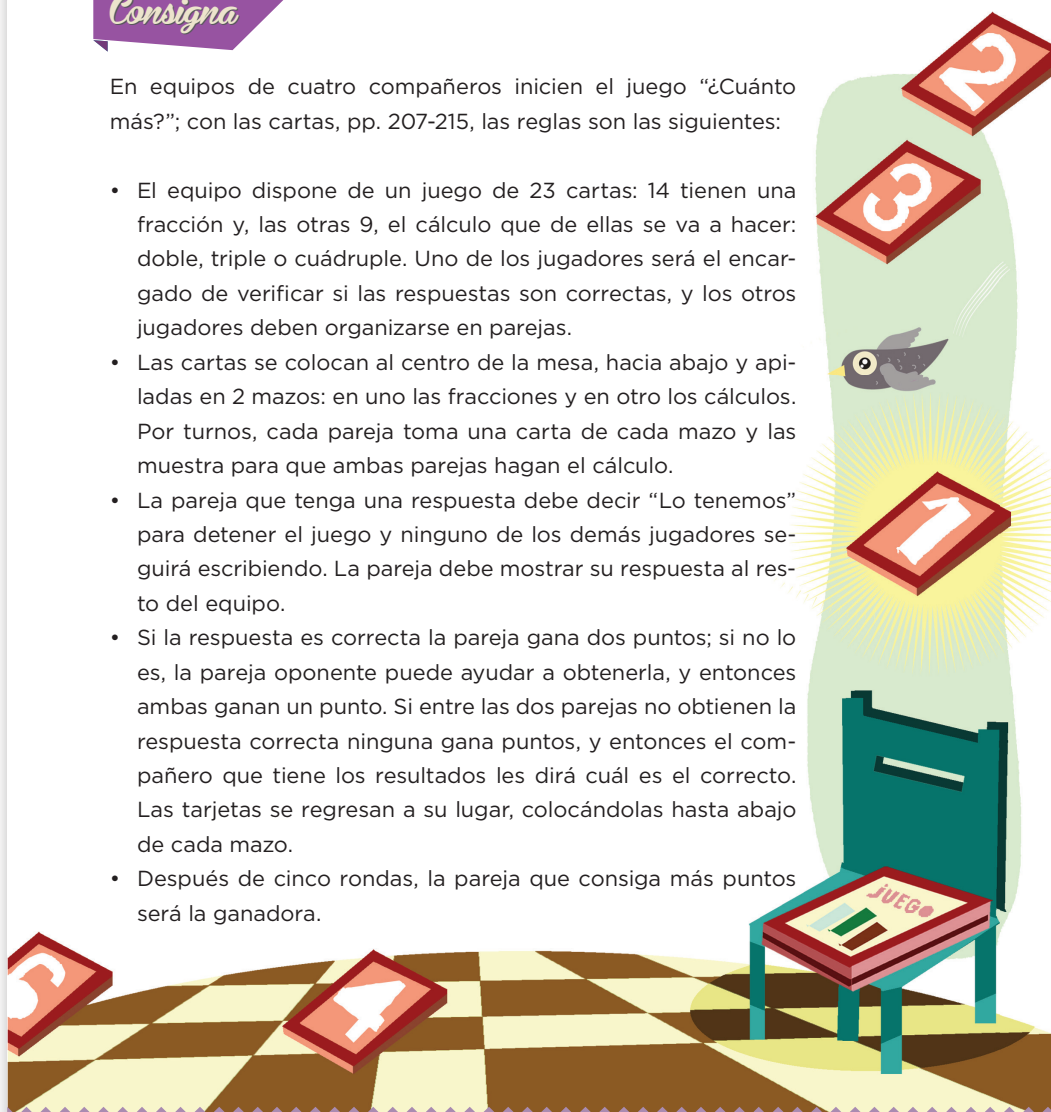 Consigna
En equipos de cuatro compañeros inicien el juego “¿Cuánto
más?”; con las cartas, pp. 207-215, las reglas son las siguientes:
• El equipo dispone de un juego de 23 cartas: 14 tienen una
fracción y, las otras 9, el cálculo que de ellas se va a hacer:
doble, triple o cuádruple. Uno de los jugadores será el encar-
gado de verificar si las respuestas son correctas, y los otros
jugadores deben organizarse en parejas.
• Las cartas se colocan al centro de la mesa, hacia abajo y api-
ladas en 2 mazos: en uno las fracciones y en otro los cálculos.
Por turnos, cada pareja toma una carta de cada mazo y las
muestra para que ambas parejas hagan el cálculo.
• La pareja que tenga una respuesta debe decir “Lo tenemos”
para detener el juego y ninguno de los demás jugadores se-
guirá escribiendo. La pareja debe mostrar su respuesta al res-
to del equipo.
• Si la respuesta es correcta la pareja gana dos puntos; si no lo
es, la pareja oponente puede ayudar a obtenerla, y entonces
ambas ganan un punto. Si entre las dos parejas no obtienen la
respuesta correcta ninguna gana puntos, y entonces el com-
pañero que tiene los resultados les dirá cuál es el correcto.
Las tarjetas se regresan a su lugar, colocándolas hasta abajo
de cada mazo.
• Después de cinco rondas, la pareja que consiga más puntos
será la ganadora.
2
3
1
JUEGO
4